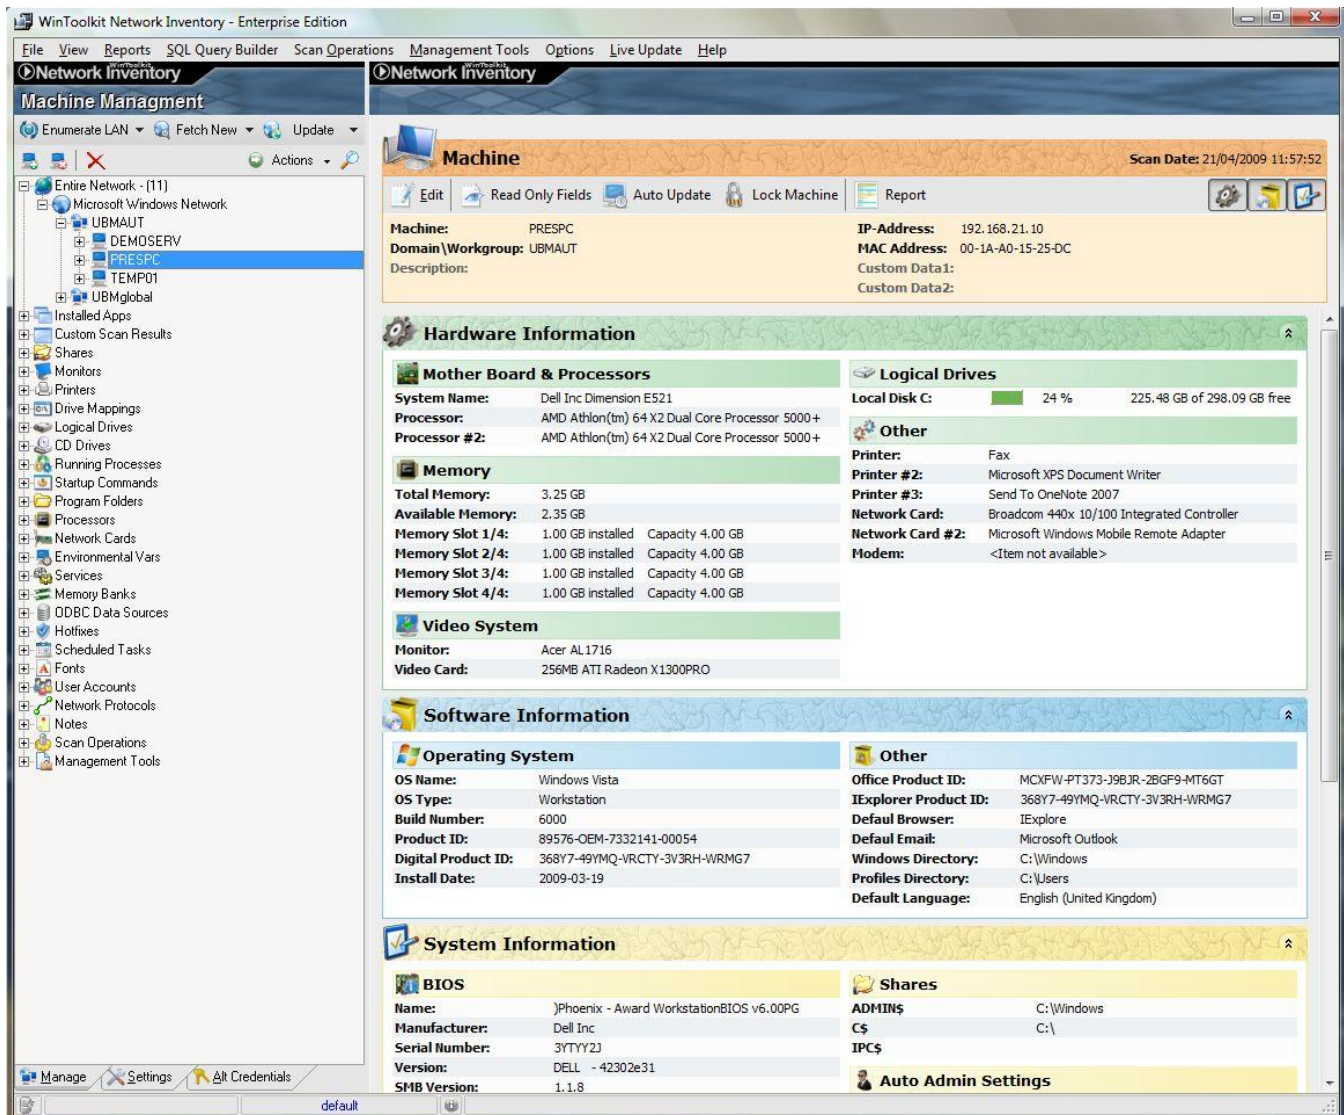 WinToolkit Network Inventory - Enterprise Edition
File View Reports SQL Query Builder Scan Operations Management Tools Options Live Update Help
WinToolkit
Network Inventory
WinToolkit
Network Inventory
Machine Managment
Enumerate LAN Fetch New Update
Actions
Entire Network - (11)
Microsoft Windows Network
UBMAUT
DEMOSERV
PRESPC
TEMP01
UBMglobal
Installed Apps
Custom Scan Results
Shares
Monitors
Printers
Drive Mappings
Logical Drives
CD Drives
Running Processes
Startup Commands
Program Folders
Processors
Network Cards
Environmental Vars
Services
Memory Banks
ODBC Data Sources
Hotfixes
Scheduled Tasks
Fonts
User Accounts
Network Protocols
Notes
Scan Operations
Management Tools
Manage Settings Alt Credentials
default
Machine
Scan Date: 21/04/2009 11:57:52
Edit Read Only Fields Auto Update Lock Machine Report
Machine: PRESPC
Domain\Workgroup: UBMAUT
Description:
IP-Address: 192.168.21.10
MAC Address: 00-1A-A0-15-25-DC
Custom Data1:
Custom Data2:
Hardware Information
Mother Board & Processors
System Name: Dell Inc Dimension E521
Processor: AMD Athlon(tm) 64 X2 Dual Core Processor 5000+
Processor #2: AMD Athlon(tm) 64 X2 Dual Core Processor 5000+
Memory
Total Memory: 3.25 GB
Available Memory: 2.35 GB
Memory Slot 1/4: 1.00 GB installed Capacity 4.00 GB
Memory Slot 2/4: 1.00 GB installed Capacity 4.00 GB
Memory Slot 3/4: 1.00 GB installed Capacity 4.00 GB
Memory Slot 4/4: 1.00 GB installed Capacity 4.00 GB
Video System
Monitor: Acer AL1716
Video Card: 256MB ATI Radeon X1300PRO
Logical Drives
Local Disk C: 24 % 225.48 GB of 298.09 GB free
Other
Printer: Fax
Printer #2: Microsoft XPS Document Writer
Printer #3: Send To OneNote 2007
Network Card: Broadcom 440x 10/100 Integrated Controller
Network Card #2: Microsoft Windows Mobile Remote Adapter
Modem: <Item not available>
Software Information
Operating System
OS Name: Windows Vista
OS Type: Workstation
Build Number: 6000
Product ID: 89576-OEM-7332141-00054
Digital Product ID: 368Y7-49YMQ-VRCTY-3V3RH-WRMG7
Install Date: 2009-03-19
Other
Office Product ID: MCXFW-PT373-J9BJR-2BGF9-MT6GT
IExplorer Product ID: 368Y7-49YMQ-VRCTY-3V3RH-WRMG7
Defaul Browser: IExplore
Defaul Email: Microsoft Outlook
Windows Directory: C:\Windows
Profiles Directory: C:\Users
Default Language: English (United Kingdom)
System Information
BIOS
Name: )Phoenix - Award WorkstationBIOS v6.00PG
Manufacturer: Dell Inc
Serial Number: 3YTYY2J
Version: DELL - 42302e31
SMB Version: 1.1.8
Shares
ADMIN$ C:\Windows
C$ C:\
IPC$
Auto Admin Settings